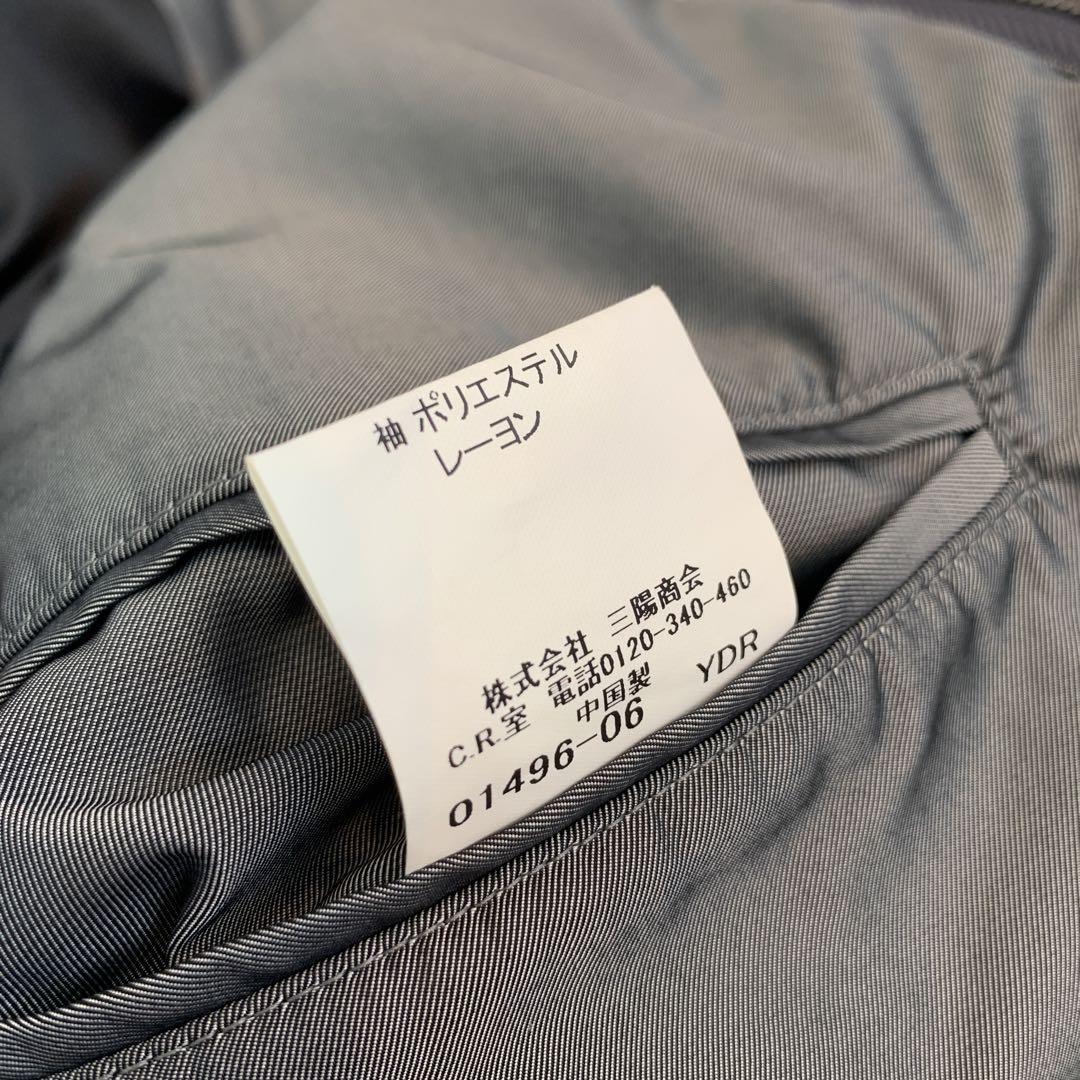 袖 ポリエステル
レーヨン
株式会社 三陽商会
C.R.室 電話0120-340-460
中国製 YDR
01496-06